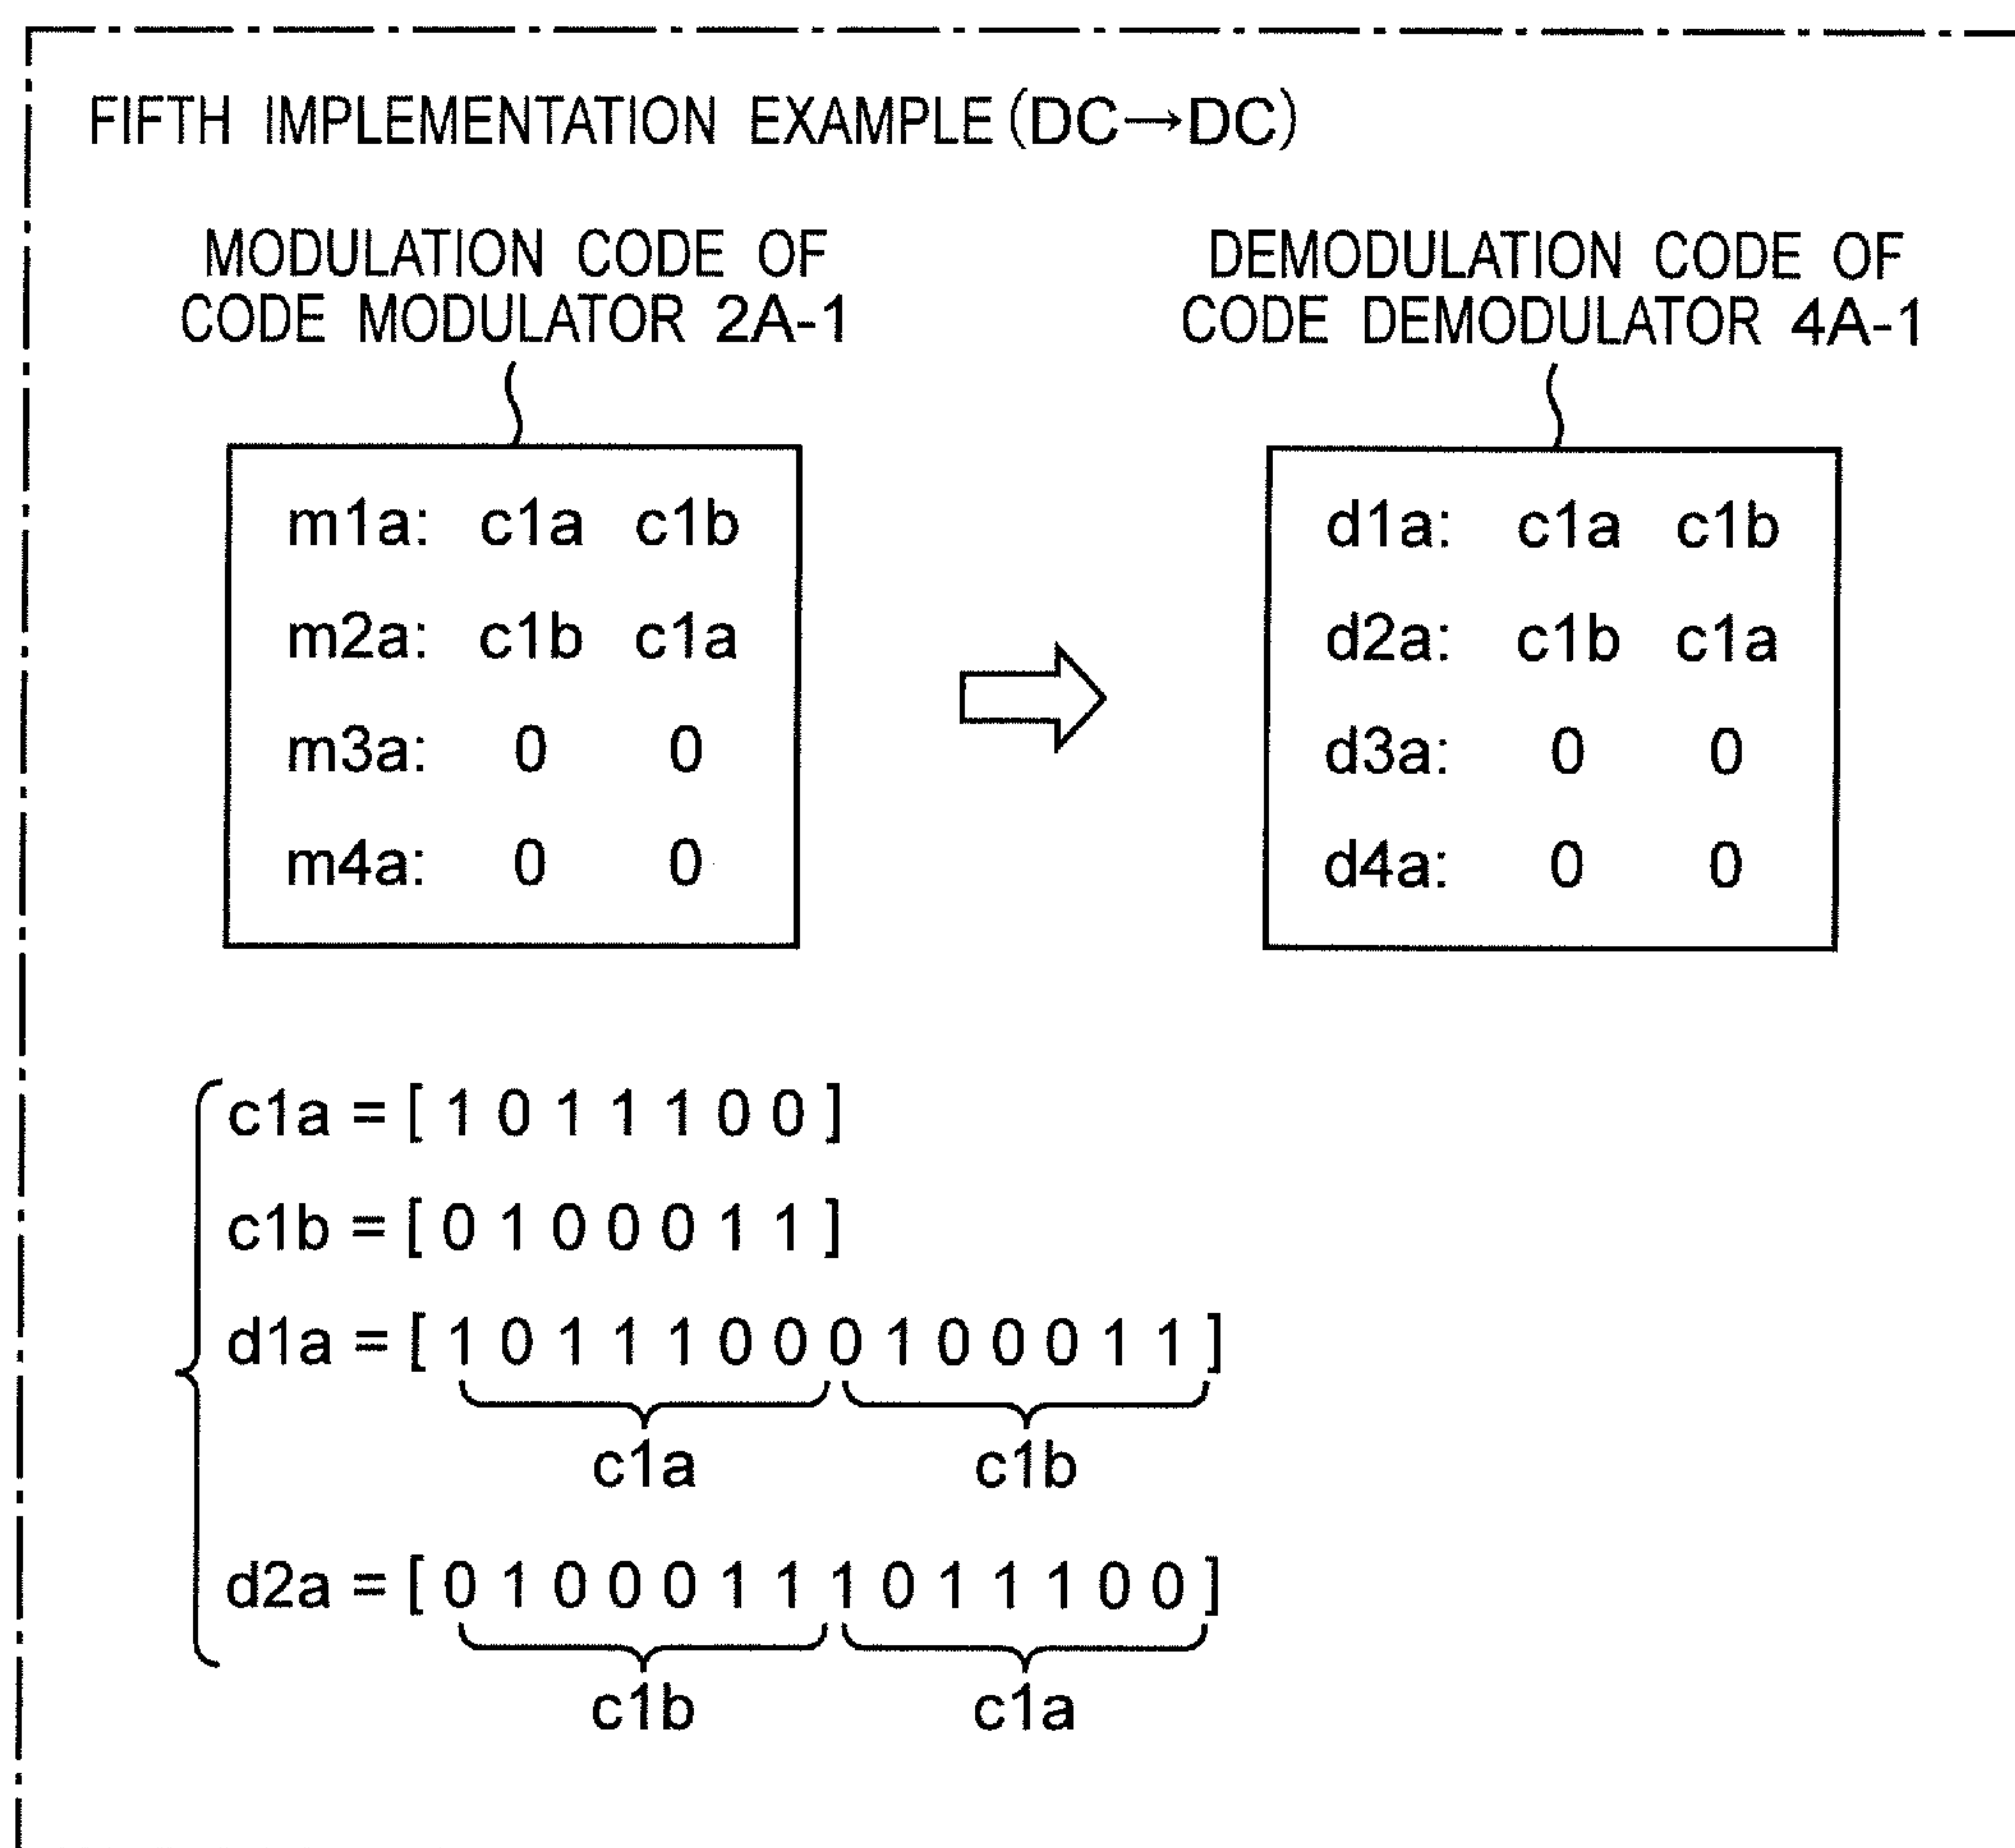 FIFTH IMPLEMENTATION EXAMPLE (DC→DC)
MODULATION CODE OF
CODE MODULATOR 2A-1
m1a: c1a c1b
m2a: c1b c1a
m3a: 0 0
m4a: 0 0
DEMODULATION CODE OF
CODE DEMODULATOR 4A-1
d1a: c1a c1b
d2a: c1b c1a
d3a: 0 0
d4a: 0 0
c1a = [ 1 0 1 1 1 0 0 ]
c1b = [ 0 1 0 0 0 1 1 ]
d1a = [ 1 0 1 1 1 0 0 0 1 0 0 0 1 1 ]
c1a c1b
d2a = [ 0 1 0 0 0 1 1 1 0 1 1 1 0 0 ]
c1b c1a